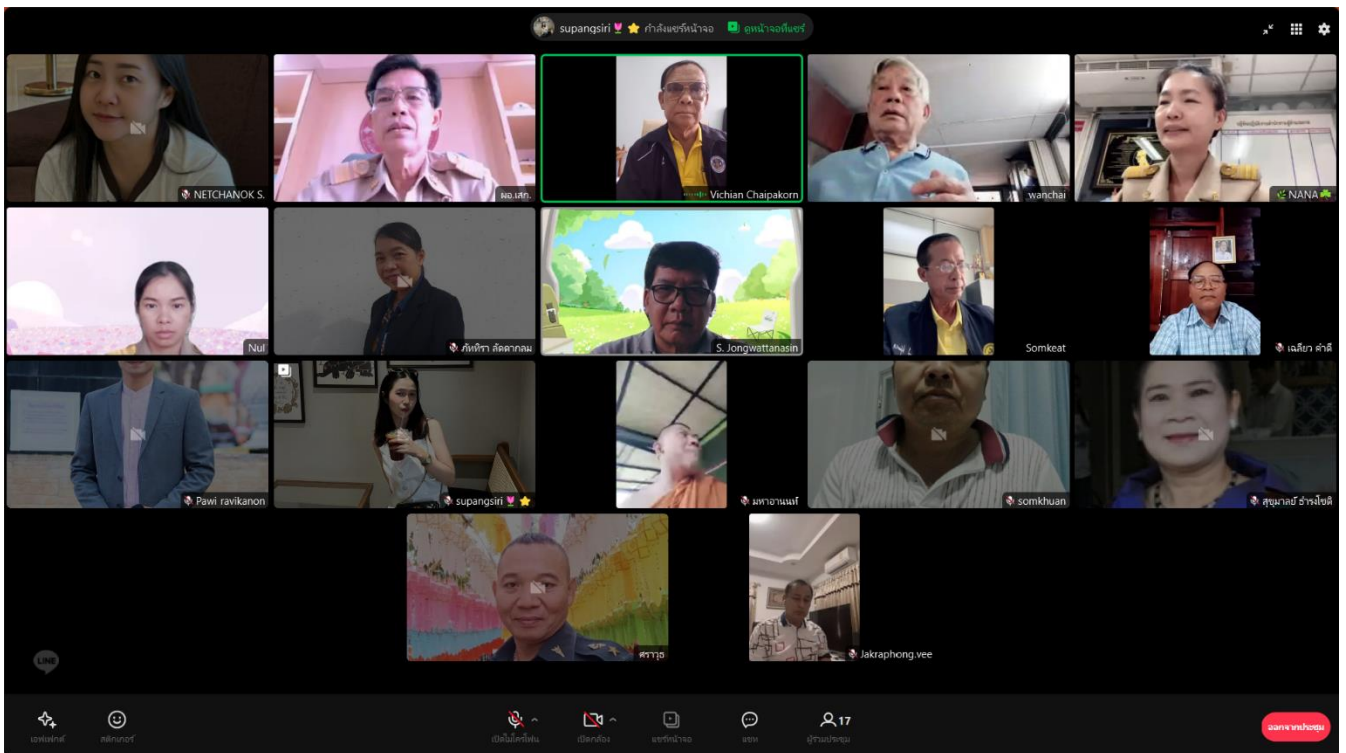 supangsiri🌷⭐ กำลังแชร์หน้าจอ ดูหน้าจอที่แชร์
NETCHANOK S.
ผอ.เสก.
Vichian Chaipakorn
wanchai
🌿NANA☘️
Nui
ภัททิรา ลัดดากลม
S. Jongwattanasin
Somkeat
เฉลียว ค่าดี
Pawi ravikanon
supangsiri🌷⭐
มหาอานนท์
somkhuan
สุขุมาลย์ ธำรงโชติ
ศราวุธ
Jakraphong.vee
LINE
เอฟเฟกต์
สติกเกอร์
เปิดไมโครโฟน
เปิดกล้อง
แชร์หน้าจอ
แชท
17
ผู้ร่วมประชุม
ออกจากประชุม